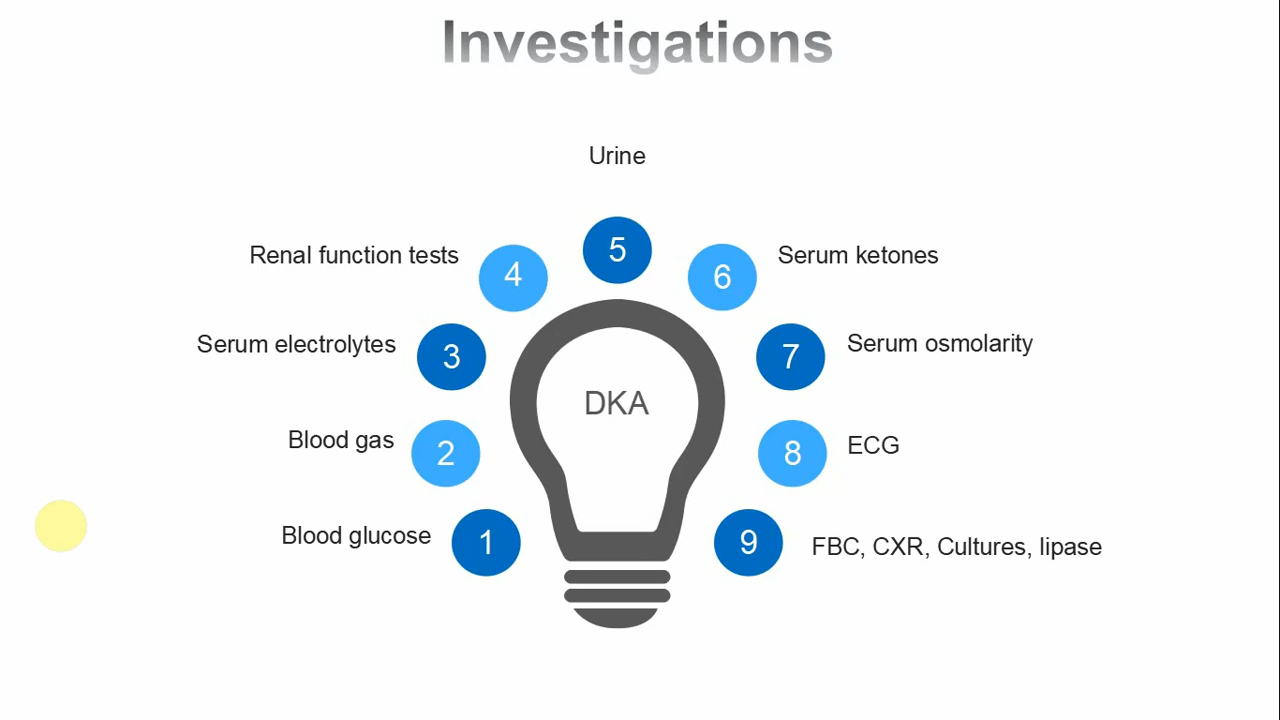 Investigations
Urine
Renal function tests
4
5
6
Serum ketones
Serum electrolytes
3
7
Serum osmolarity
DKA
Blood gas
2
8
ECG
Blood glucose
1
9
FBC, CXR, Cultures, lipase